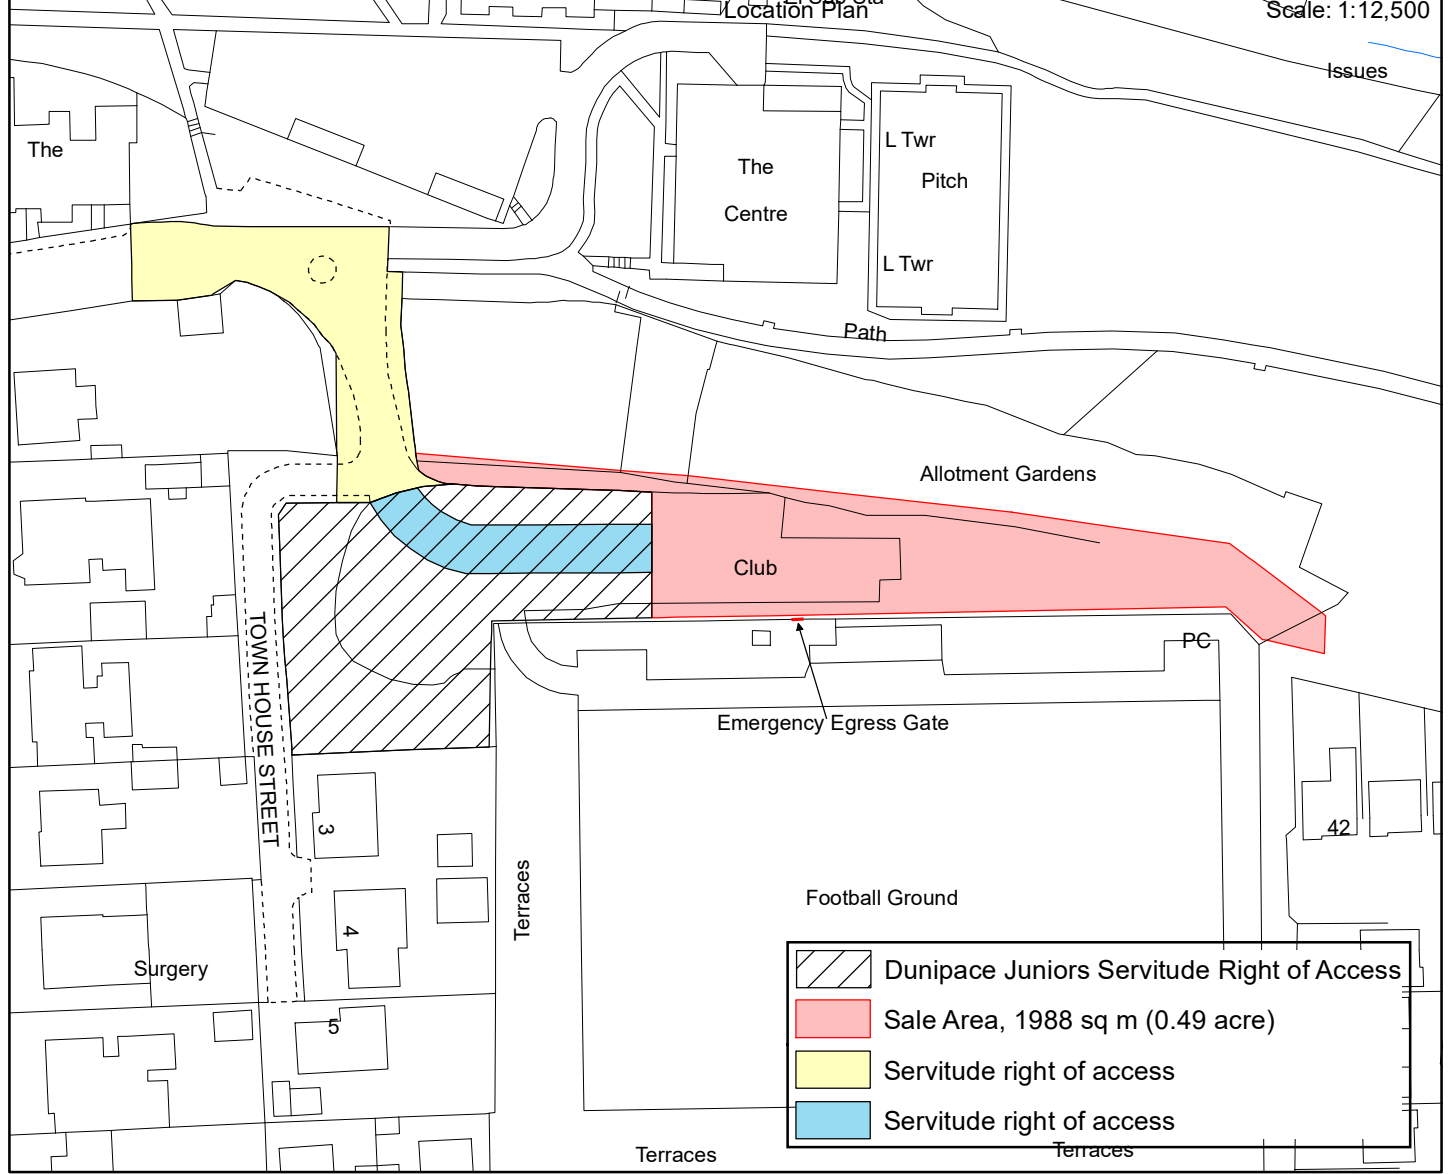 Location Plan
Scale: 1:12,500
Issues
The
L Twr
The
Pitch
Centre
L Twr
Path
Allotment Gardens
Club
TOWN HOUSE STREET
PC
Emergency Egress Gate
3
42
Terraces
Football Ground
4
Surgery
5
Dunipace Juniors Servitude Right of Access
Sale Area, 1988 sq m (0.49 acre)
Servitude right of access
Servitude right of access
Terraces
Terraces